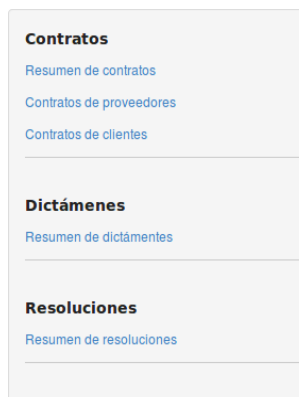 Contratos
Resumen de contratos
Contratos de proveedores
Contratos de clientes
Dictámenes
Resumen de dictámentes
Resoluciones
Resumen de resoluciones